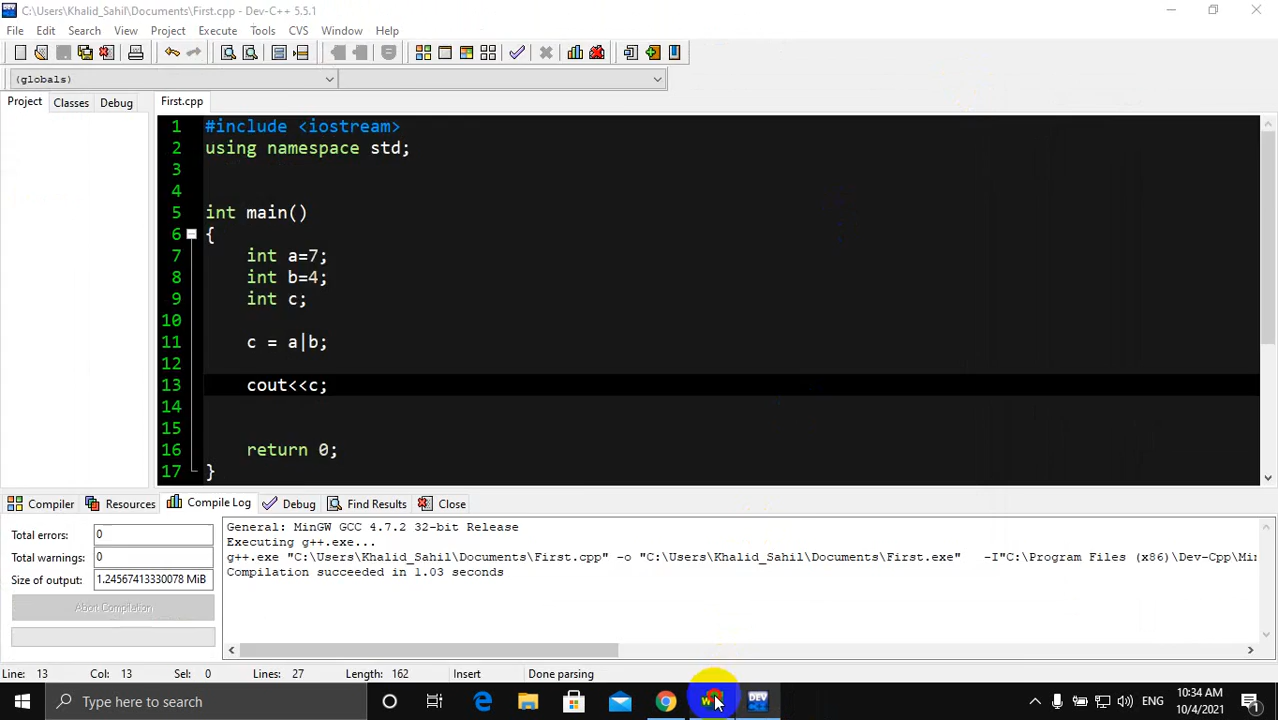 C:\Users\Khalid_Sahil\Documents\First.cpp - Dev-C++ 5.5.1
File Edit Search View Project Execute Tools CVS Window Help
(globals)
Project Classes Debug First.cpp
1 #include <iostream>
2 using namespace std;
3
4
5 int main()
6 {
7 int a=7;
8 int b=4;
9 int c;
10
11 c = a|b;
12
13 cout<<c;
14
15
16 return 0;
17 }
Compiler Resources Compile Log Debug Find Results Close
Total errors: 0
Total warnings: 0
Size of output: 1.24567413330078 MiB
Abort Compilation
General: MinGW GCC 4.7.2 32-bit Release
Executing g++.exe...
g++.exe "C:\Users\Khalid_Sahil\Documents\First.cpp" -o "C:\Users\Khalid_Sahil\Documents\First.exe" -I"C:\Program Files (x86)\Dev-Cpp\Min
Compilation succeeded in 1.03 seconds
Line: 13 Col: 13 Sel: 0 Lines: 27 Length: 162 Insert Done parsing
Type here to search
DEV
ENG
10:34 AM
10/4/2021
1